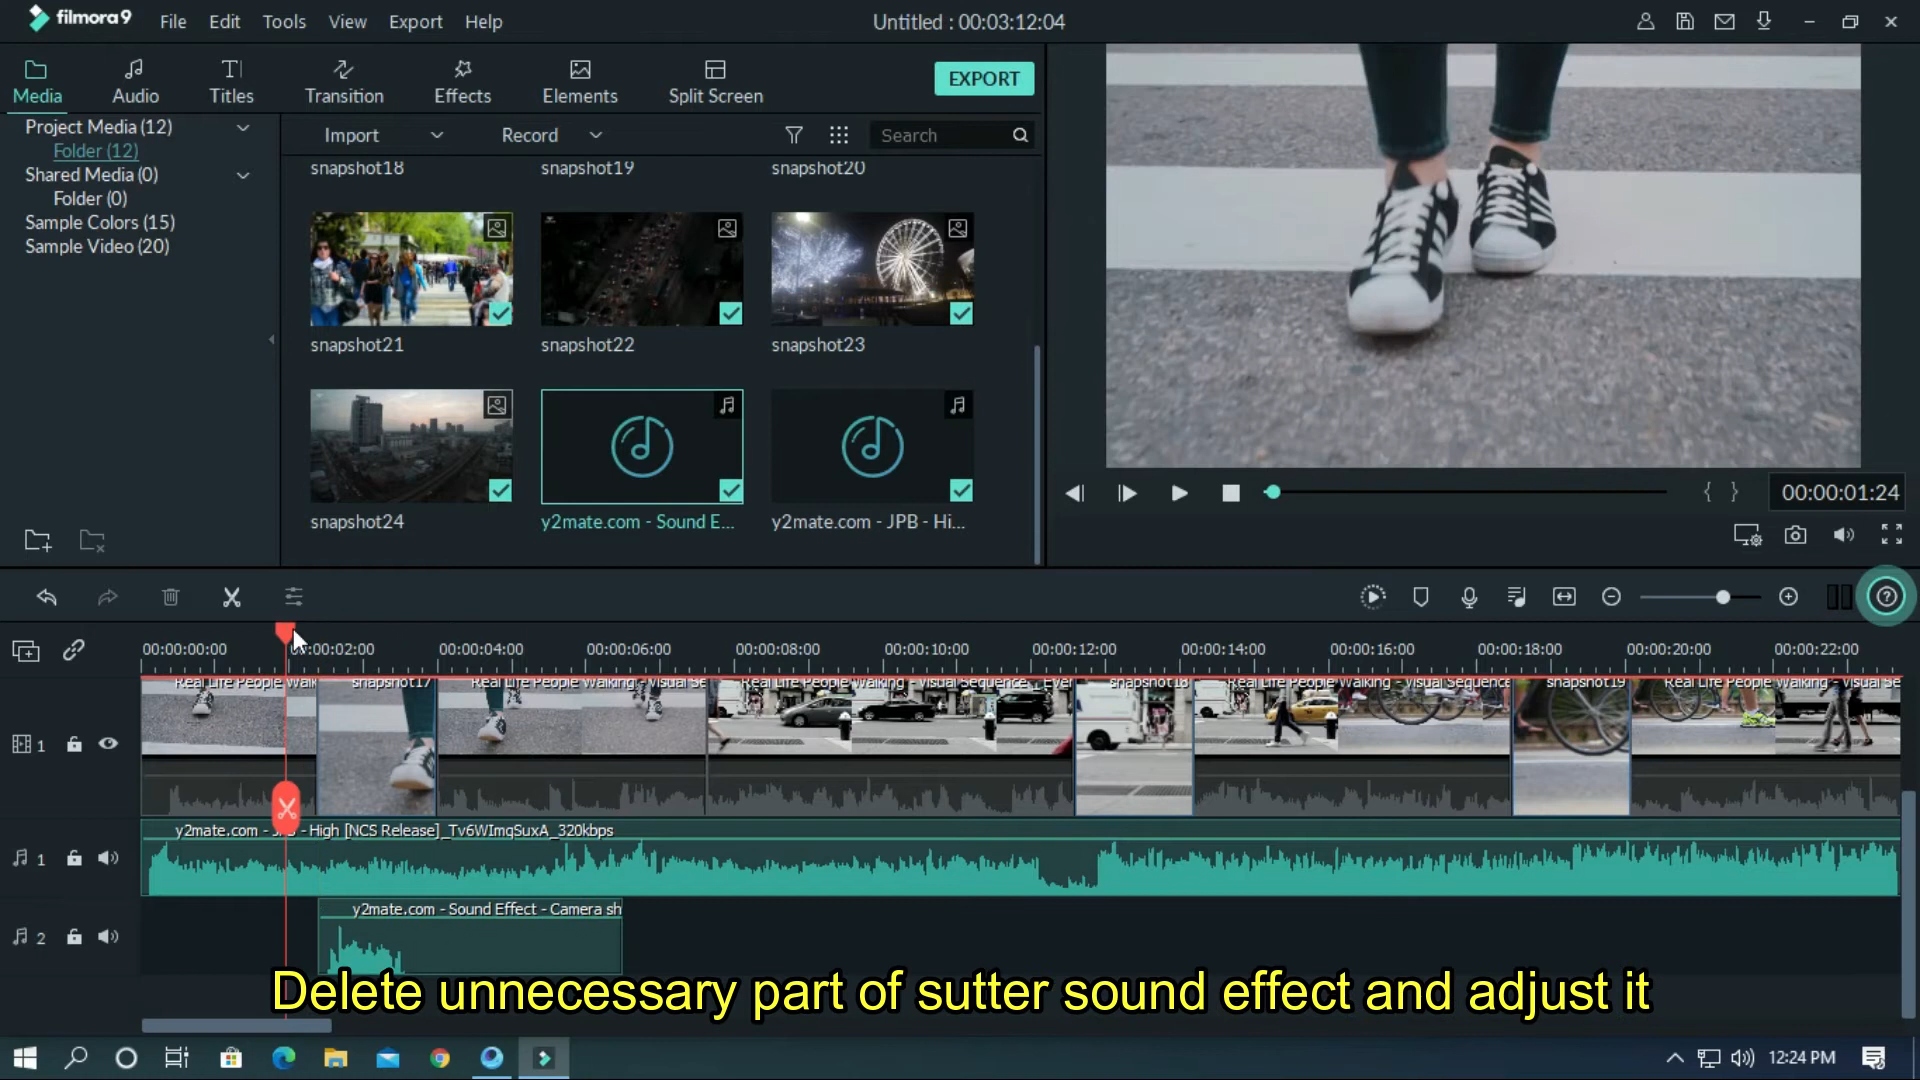 filmora9 File Edit Tools View Export Help Untitled : 00:03:12:04
Media Audio Titles Transition Effects Elements Split Screen EXPORT
Project Media (12)
Folder (12)
Shared Media (0)
Folder (0)
Sample Colors (15)
Sample Video (20)
Import Record Search
snapshot18 snapshot19 snapshot20
snapshot21 snapshot22 snapshot23
snapshot24 y2mate.com - Sound E... y2mate.com - JPB - Hi...
{ } 00:00:01:24
00:00:00:00 00:00:02:00 00:00:04:00 00:00:06:00 00:00:08:00 00:00:10:00 00:00:12:00 00:00:14:00 00:00:16:00 00:00:18:00 00:00:20:00 00:00:22:00
Real Life People Walk snapshot17 Real Life People Walking - Visual Se Real Life People Walking - Visual Sequence - Ever snapshot18 Real Life People Walking - Visual Sequence snapshot19 Real Life People Walking - Visual Se
1
y2mate.com - JPB - High [NCS Release]_Tv6WImqSuxA_320kbps
1
y2mate.com - Sound Effect - Camera sh
2
Delete unnecessary part of sutter sound effect and adjust it
12:24 PM